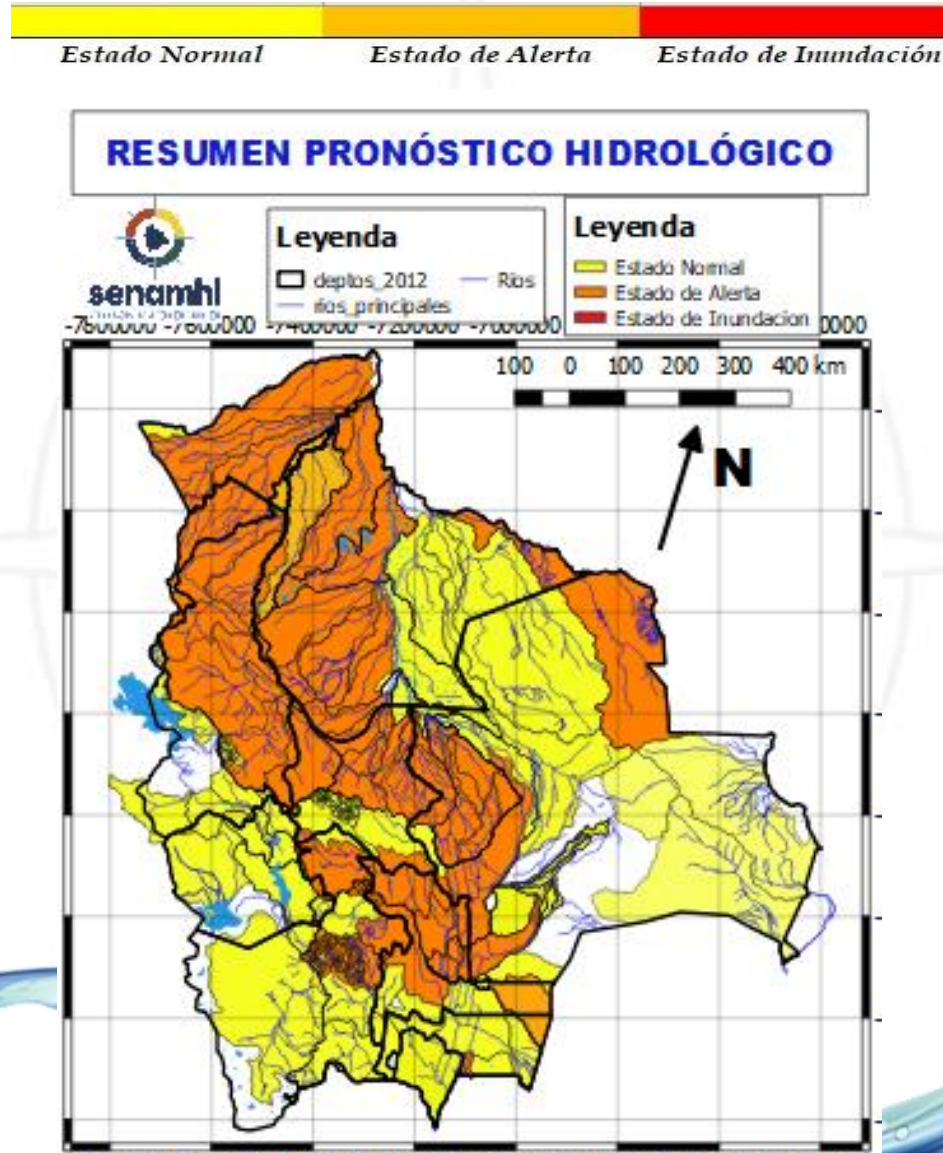 Estado Normal Estado de Alerta Estado de Inundación
RESUMEN PRONÓSTICO HIDROLÓGICO
senamhi
Leyenda
deptos_2012 Rios
rios_principales
Leyenda
Estado Normal
Estado de Alerta
Estado de Inundacion
-7800000 -7600000 -7400000 -7200000 -7000000 0000
100 0 100 200 300 400 km
N